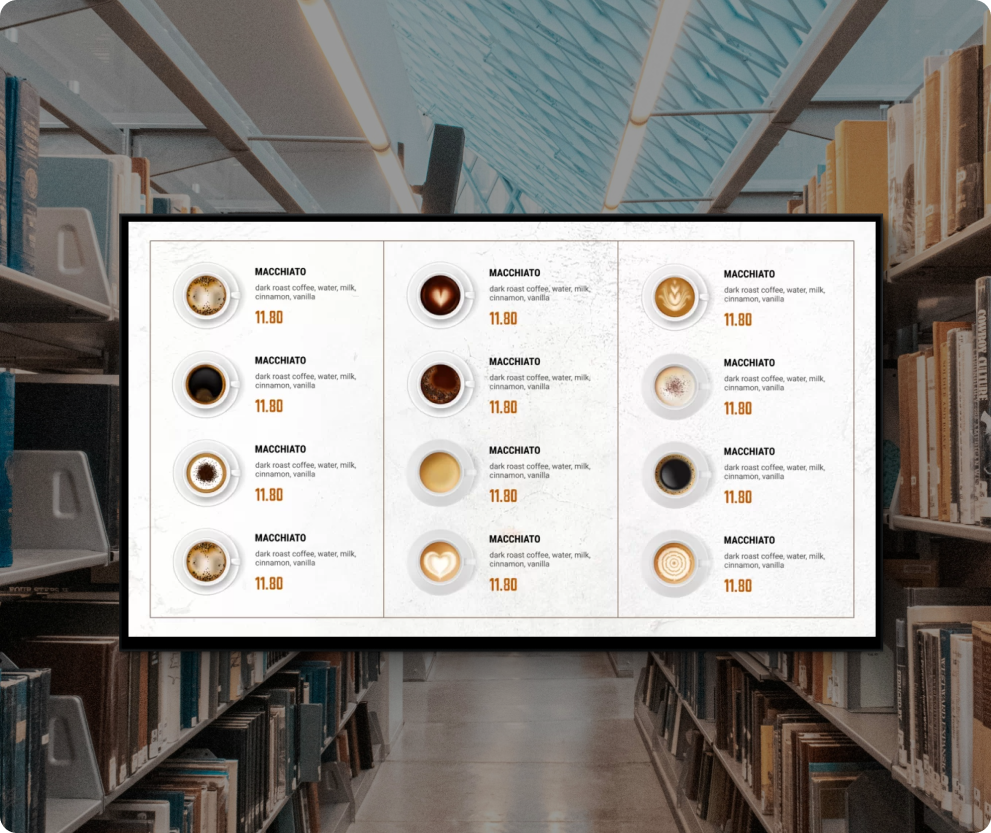 MACCHIATO
dark roast coffee, water, milk,
cinnamon, vanilla
11.80
MACCHIATO
dark roast coffee, water, milk,
cinnamon, vanilla
11.80
MACCHIATO
dark roast coffee, water, milk,
cinnamon, vanilla
11.80
MACCHIATO
dark roast coffee, water, milk,
cinnamon, vanilla
11.80
MACCHIATO
dark roast coffee, water, milk,
cinnamon, vanilla
11.80
MACCHIATO
dark roast coffee, water, milk,
cinnamon, vanilla
11.80
MACCHIATO
dark roast coffee, water, milk,
cinnamon, vanilla
11.80
MACCHIATO
dark roast coffee, water, milk,
cinnamon, vanilla
11.80
MACCHIATO
dark roast coffee, water, milk,
cinnamon, vanilla
11.80
MACCHIATO
dark roast coffee, water, milk,
cinnamon, vanilla
11.80
MACCHIATO
dark roast coffee, water, milk,
cinnamon, vanilla
11.80
MACCHIATO
dark roast coffee, water, milk,
cinnamon, vanilla
11.80
COWBOY CULTURE